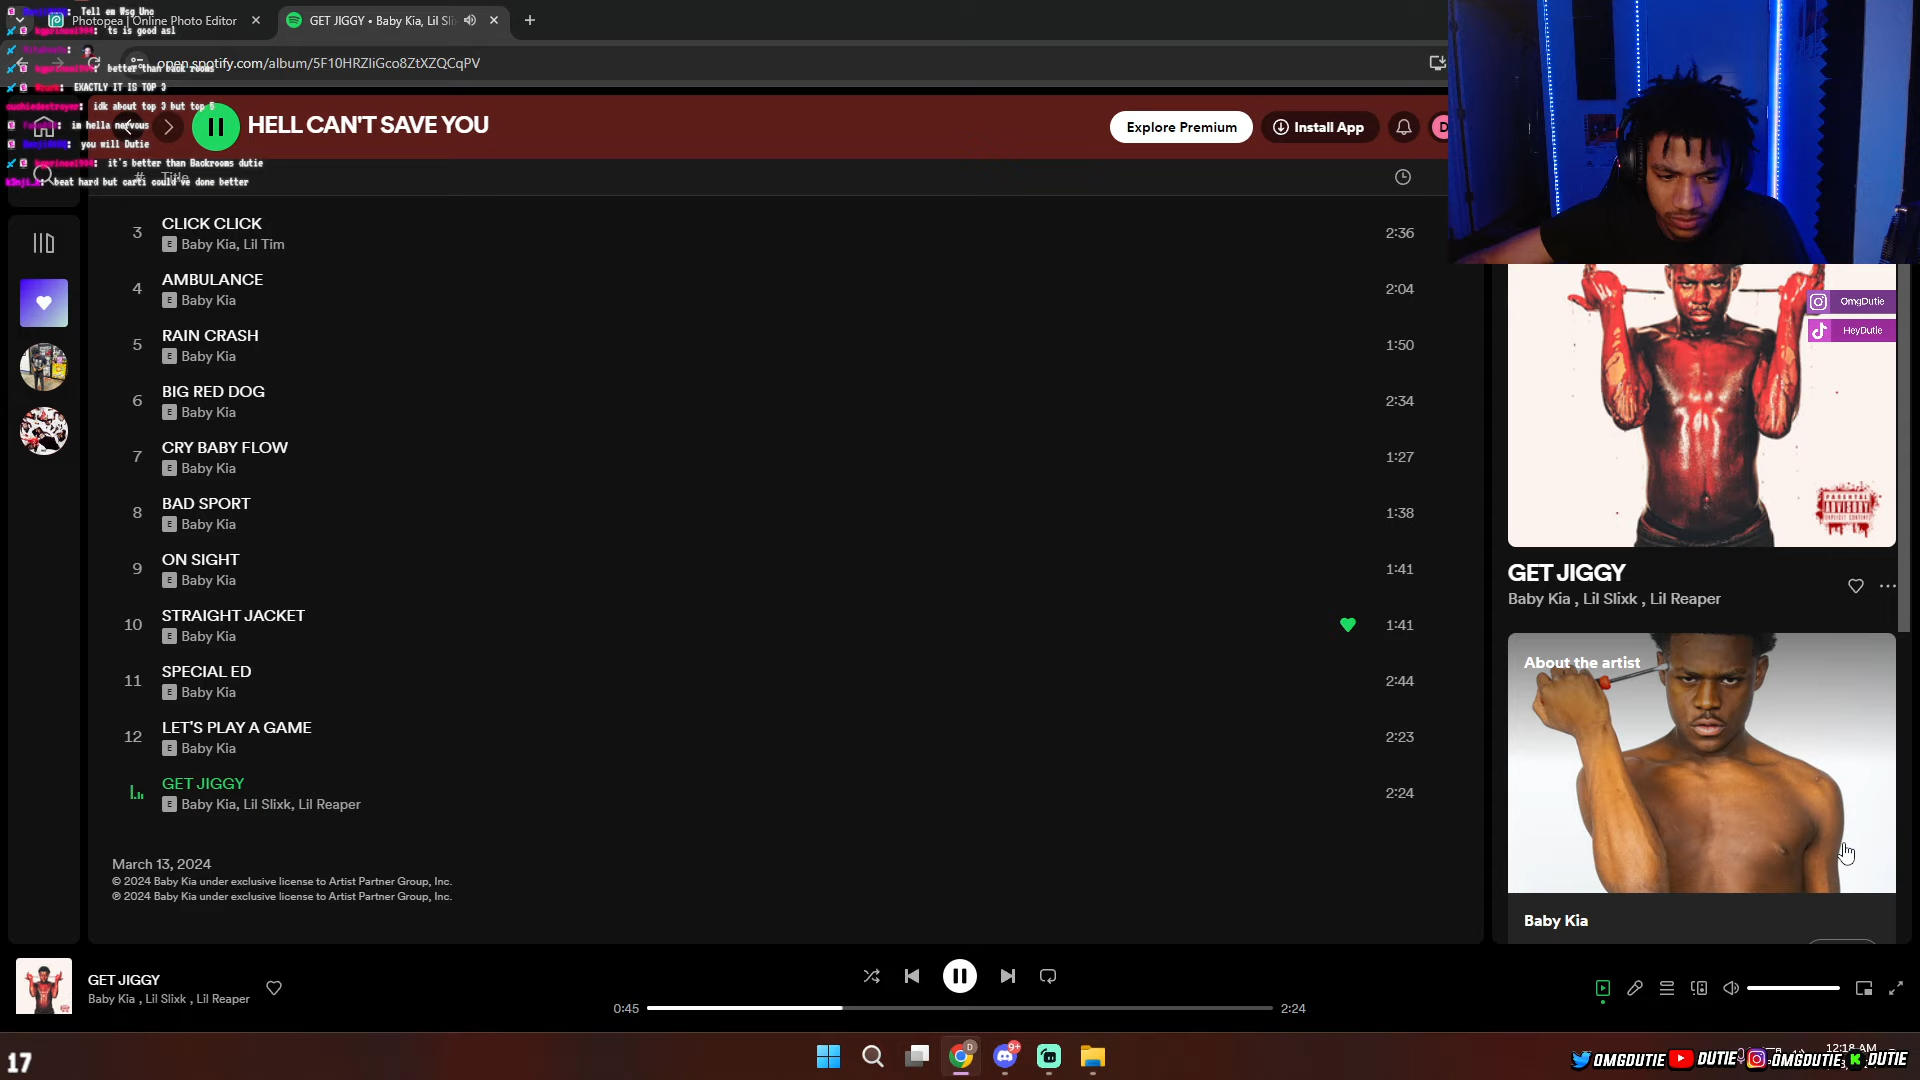 Photopea | Online Photo Editor
GET JIGGY • Baby Kia, Lil Sli
open.spotify.com/album/5F10HRZIiGco8ZtXZQCqPV
Tell em Wsg Unc
kgprince1904: 'ts is good asl
better than back rooms
EXACTLY IT IS TOP 3
idk about top 3 but top 5
im hella nervous
you will Dutie
kgprince1904: it's better than Backrooms dutie
beat hard but carti could've done better
HELL CAN'T SAVE YOU
Explore Premium
Install App
D
# Title
3 CLICK CLICK 2:36
E Baby Kia, Lil Tim
4 AMBULANCE 2:04
E Baby Kia
5 RAIN CRASH 1:50
E Baby Kia
6 BIG RED DOG 2:34
E Baby Kia
7 CRY BABY FLOW 1:27
E Baby Kia
8 BAD SPORT 1:38
E Baby Kia
9 ON SIGHT 1:41
E Baby Kia
10 STRAIGHT JACKET 1:41
E Baby Kia
11 SPECIAL ED 2:44
E Baby Kia
12 LET'S PLAY A GAME 2:23
E Baby Kia
GET JIGGY 2:24
E Baby Kia, Lil Slixk, Lil Reaper
March 13, 2024
© 2024 Baby Kia under exclusive license to Artist Partner Group, Inc.
℗ 2024 Baby Kia under exclusive license to Artist Partner Group, Inc.
OmgDutie
HeyDutie
PARENTAL
ADVISORY
EXPLICIT CONTENT
GET JIGGY
Baby Kia , Lil Slixk , Lil Reaper
About the artist
Baby Kia
GET JIGGY
Baby Kia , Lil Slixk , Lil Reaper
0:45
2:24
17
D
9+
12:18 AM
OMGDUTIE
DUTIE
OMGDUTIE
K
DUTIE